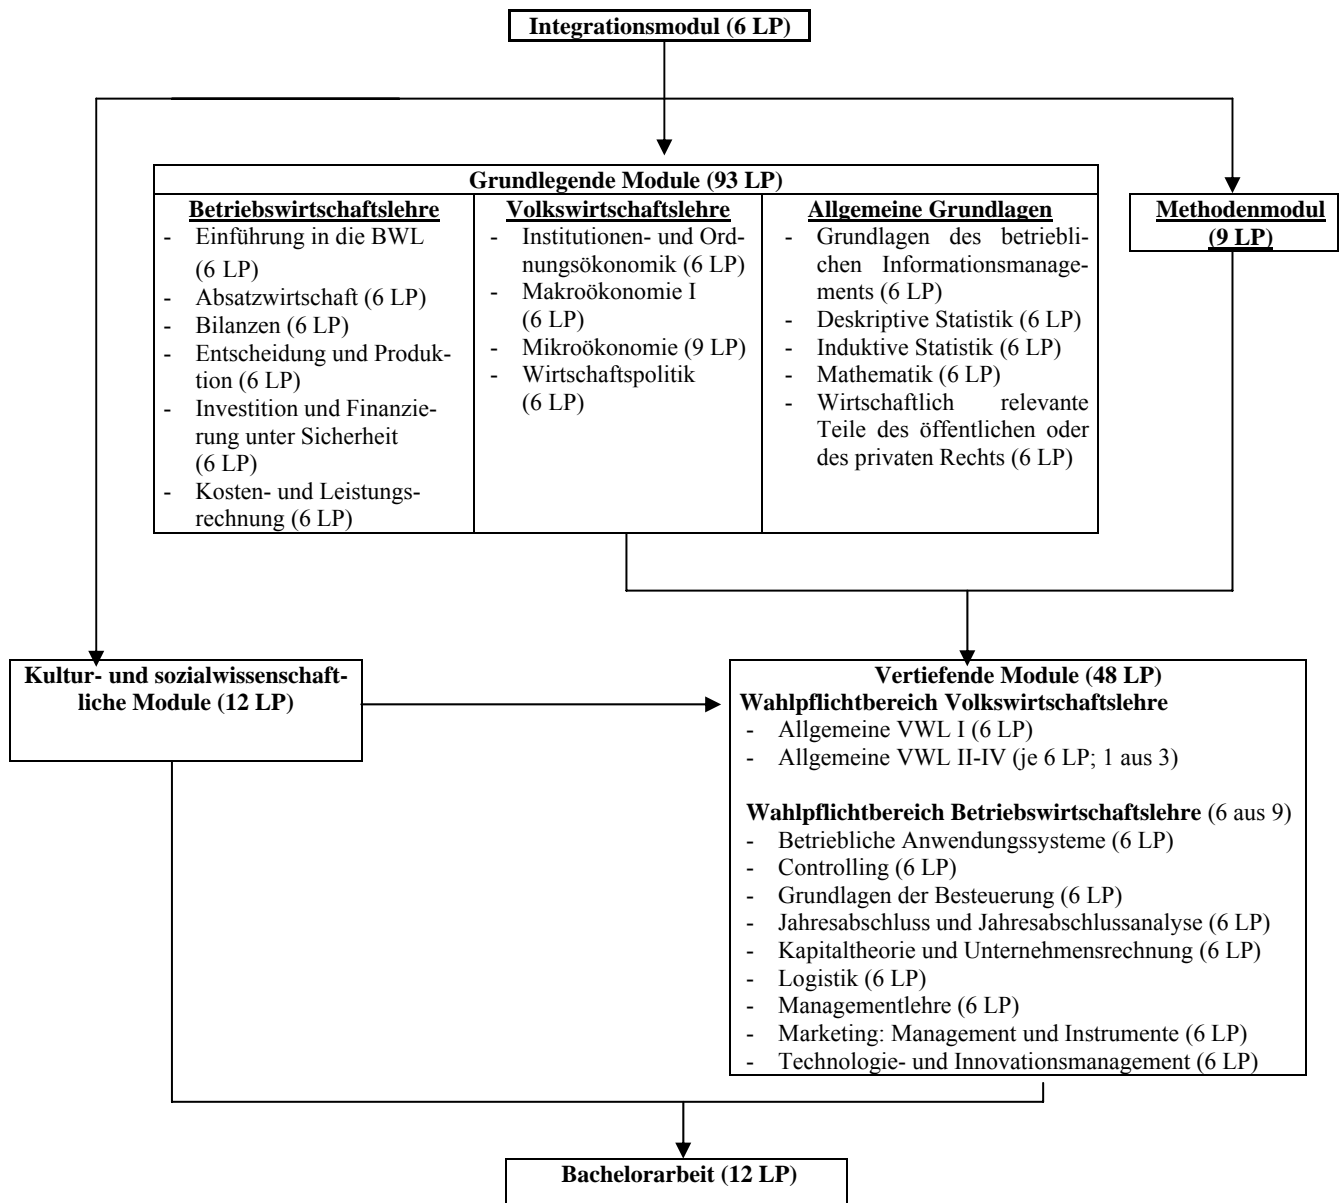 Integrationsmodul (6 LP)
Grundlegende Module (93 LP)
Betriebswirtschaftslehre
- Einführung in die BWL
(6 LP)
- Absatzwirtschaft (6 LP)
- Bilanzen (6 LP)
- Entscheidung und Produk-
tion (6 LP)
- Investition und Finanzie-
rung unter Sicherheit
(6 LP)
- Kosten- und Leistungs-
rechnung (6 LP)
Volkswirtschaftslehre
- Institutionen- und Ord-
nungsökonomik (6 LP)
- Makroökonomie I
(6 LP)
- Mikroökonomie (9 LP)
- Wirtschaftspolitik
(6 LP)
Allgemeine Grundlagen
- Grundlagen des betriebli-
chen Informationsmanage-
ments (6 LP)
- Deskriptive Statistik (6 LP)
- Induktive Statistik (6 LP)
- Mathematik (6 LP)
- Wirtschaftlich relevante
Teile des öffentlichen oder
des privaten Rechts (6 LP)
Methodenmodul
(9 LP)
Kultur- und sozialwissenschaft-
liche Module (12 LP)
Vertiefende Module (48 LP)
Wahlpflichtbereich Volkswirtschaftslehre
- Allgemeine VWL I (6 LP)
- Allgemeine VWL II-IV (je 6 LP; 1 aus 3)
Wahlpflichtbereich Betriebswirtschaftslehre (6 aus 9)
- Betriebliche Anwendungssysteme (6 LP)
- Controlling (6 LP)
- Grundlagen der Besteuerung (6 LP)
- Jahresabschluss und Jahresabschlussanalyse (6 LP)
- Kapitaltheorie und Unternehmensrechnung (6 LP)
- Logistik (6 LP)
- Managementlehre (6 LP)
- Marketing: Management und Instrumente (6 LP)
- Technologie- und Innovationsmanagement (6 LP)
Bachelorarbeit (12 LP)